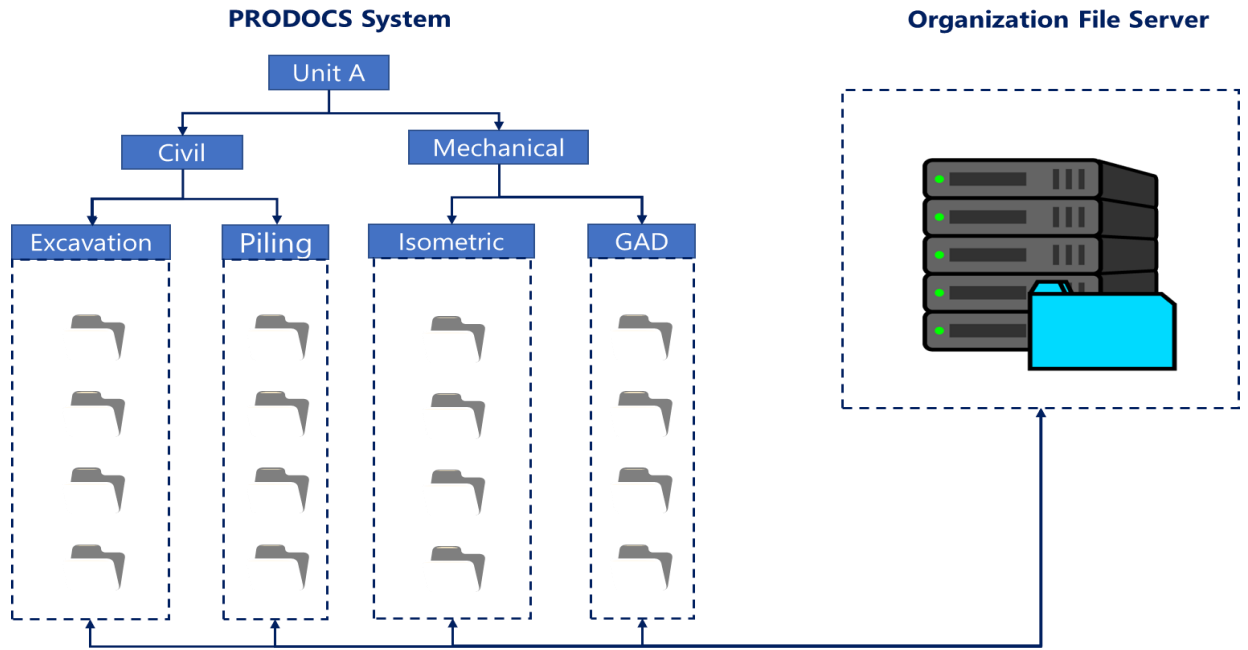 PRODOCS System
Organization File Server
Unit A
Civil
Mechanical
Excavation
Piling
Isometric
GAD